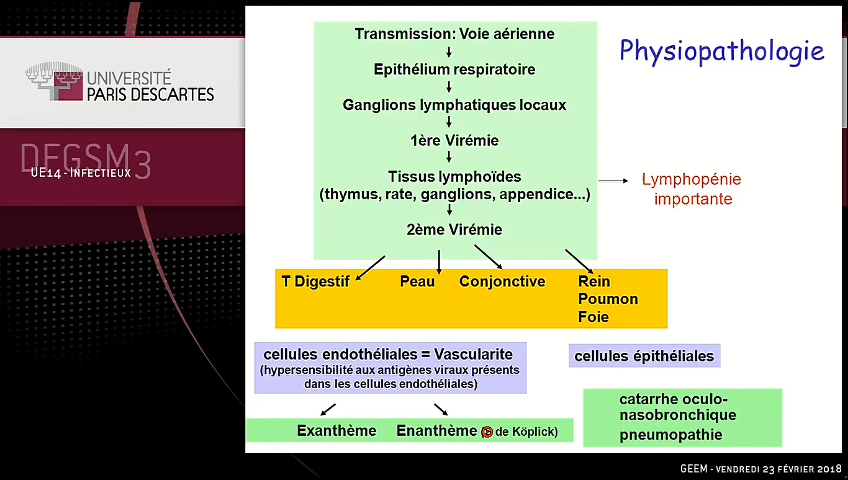 UNIVERSITÉ
PARIS DESCARTES
DFGSM3
UE14 - INFECTIEUX
Physiopathologie
Transmission: Voie aérienne
Epithélium respiratoire
Ganglions lymphatiques locaux
1ère Virémie
Tissus lymphoïdes
(thymus, rate, ganglions, appendice...)
Lymphopénie
importante
2ème Virémie
T Digestif Peau Conjonctive Rein
Poumon
Foie
cellules endothéliales = Vascularite
(hypersensibilité aux antigènes viraux présents
dans les cellules endothéliales)
cellules épithéliales
Exanthème Enanthème ( de Köplick)
catarrhe oculo-
nasobronchique
pneumopathie
GEEM - VENDREDI 23 FÉVRIER 2018